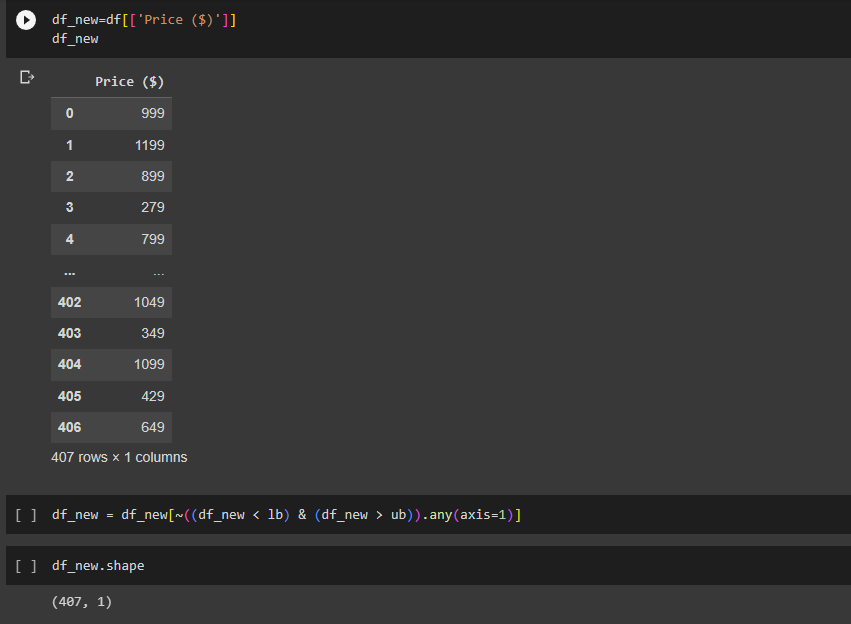 df_new=df[['Price ($)']]
df_new
Price ($)
0 999
1 1199
2 899
3 279
4 799
... ...
402 1049
403 349
404 1099
405 429
406 649
407 rows × 1 columns
[ ] df_new = df_new[~((df_new < lb) & (df_new > ub)).any(axis=1)]
[ ] df_new.shape
(407, 1)